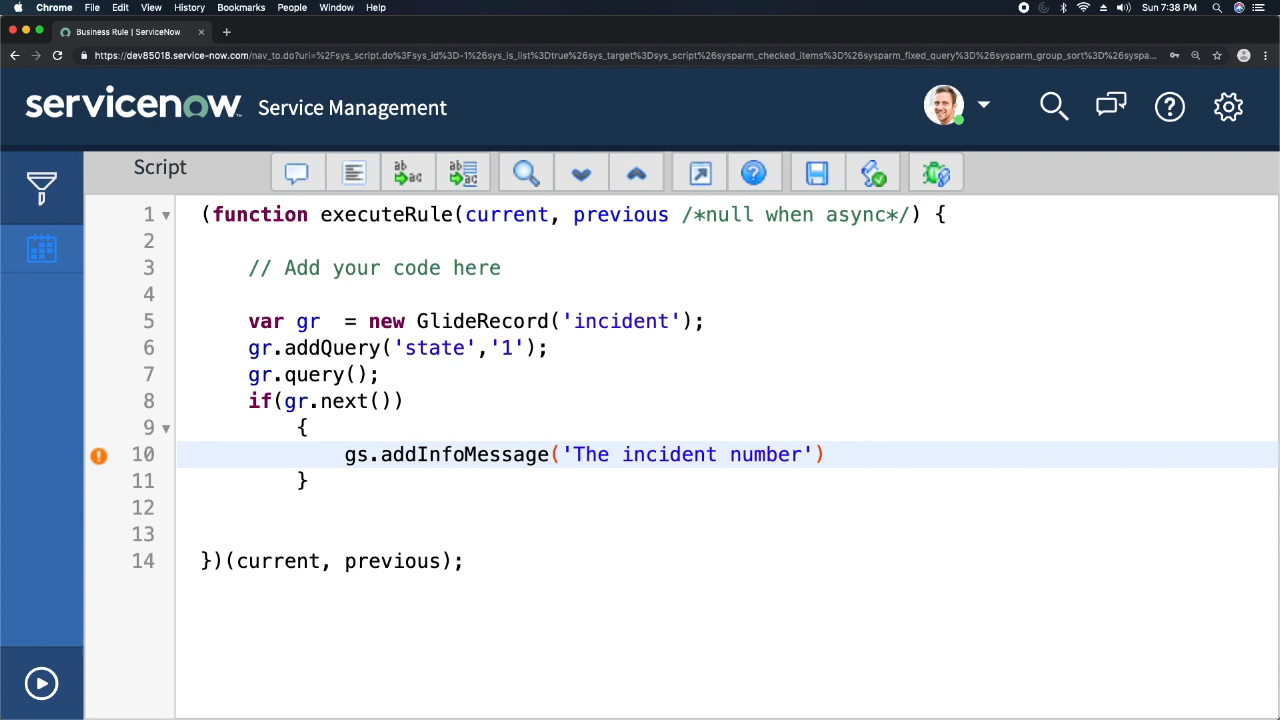 Chrome File Edit View History Bookmarks People Window Help Sun 7:38 PM
Business Rule | ServiceNow
https://dev85018.service-now.com/nav_to.do?uri=%2Fsys_script.do%3Fsys_id%3D-1%26sys_is_list%3Dtrue%26sys_target%3Dsys_script%26sysparm_checked_items%3D%26sysparm_fixed_query%3D%26sysparm_group_sort%3D%26syspa...
servicenow Service Management
Script
ab ac ab ac
1 (function executeRule(current, previous /*null when async*/) {
2
3 // Add your code here
4
5 var gr = new GlideRecord('incident');
6 gr.addQuery('state','1');
7 gr.query();
8 if(gr.next())
9 {
10 gs.addInfoMessage('The incident number')
11 }
12
13
14 })(current, previous);